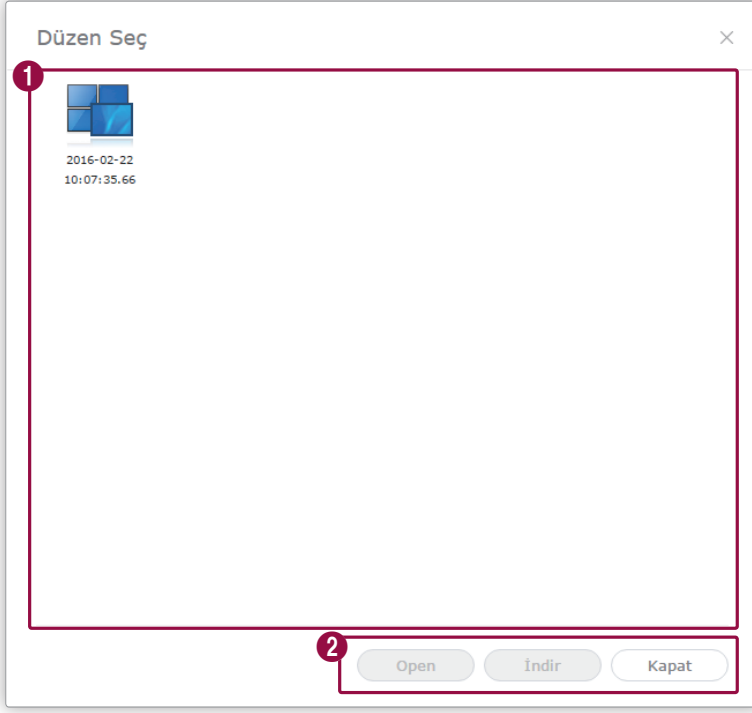 Düzen Seç
1
2016-02-22
10:07:35.66
2
Open
İndir
Kapat